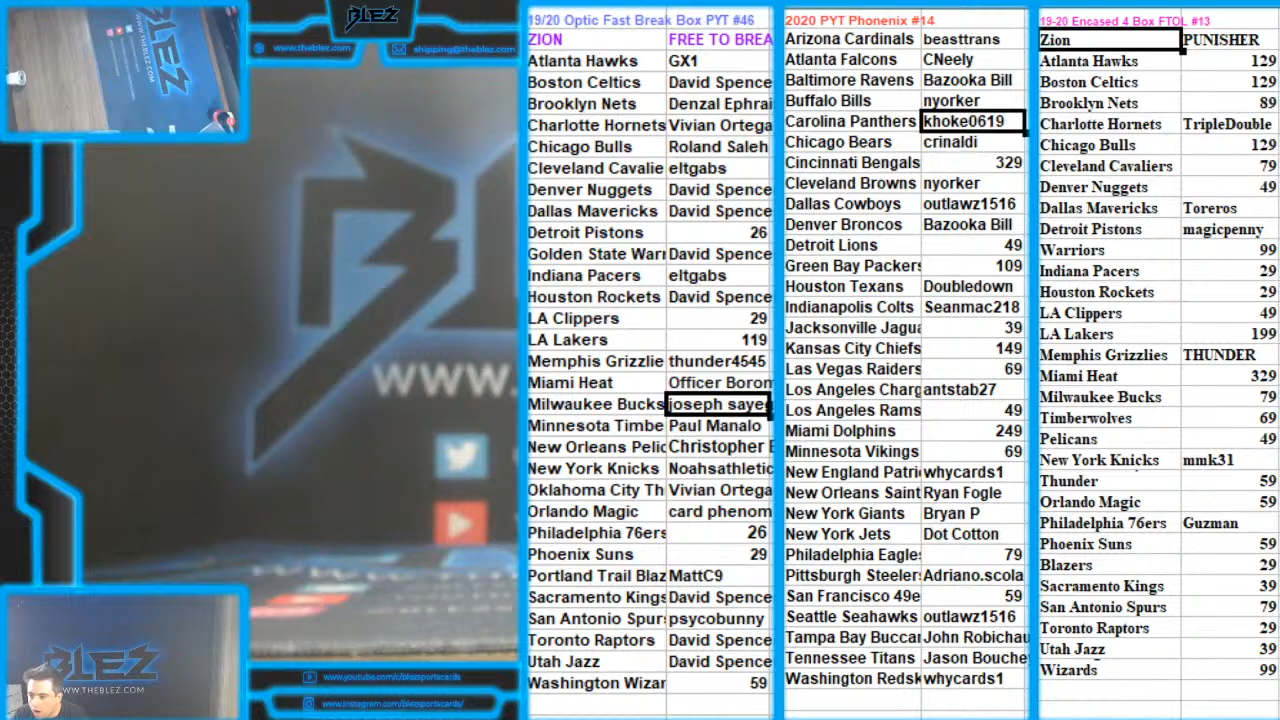 BLEZ
www.theblez.com
shipping@theblez.com
WWW.
BLEZ
WWW.THEBLEZ.COM
www.youtube.com/c/blezsportscards
www.instagram.com/blezsportscards/
19/20 Optic Fast Break Box PYT #46
ZION FREE TO BREA
Atlanta Hawks GX1
Boston Celtics David Spence
Brooklyn Nets Denzal Ephrai
Charlotte Hornets Vivian Ortega
Chicago Bulls Roland Saleh
Cleveland Cavalie eltgabs
Denver Nuggets David Spence
Dallas Mavericks David Spence
Detroit Pistons 26
Golden State Warr David Spence
Indiana Pacers eltgabs
Houston Rockets David Spence
LA Clippers 29
LA Lakers 119
Memphis Grizzlie thunder4545
Miami Heat Officer Borom
Milwaukee Bucks joseph saye
Minnesota Timbe Paul Manalo
New Orleans Pelic Christopher
New York Knicks Noahsathletic
Oklahoma City Th Vivian Ortega
Orlando Magic card phenom
Philadelphia 76ers 26
Phoenix Suns 29
Portland Trail Blaz MattC9
Sacramento Kings David Spence
San Antonio Spurs psycobunny
Toronto Raptors David Spence
Utah Jazz David Spence
Washington Wizar 59
2020 PYT Phonenix #14
Arizona Cardinals beasttrans
Atlanta Falcons CNeely
Baltimore Ravens Bazooka Bill
Buffalo Bills nyorker
Carolina Panthers khoke0619
Chicago Bears crinaldi
Cincinnati Bengals 329
Cleveland Browns nyorker
Dallas Cowboys outlawz1516
Denver Broncos Bazooka Bill
Detroit Lions 49
Green Bay Packers 109
Houston Texans Doubledown
Indianapolis Colts Seanmac218
Jacksonville Jagua 39
Kansas City Chiefs 149
Las Vegas Raiders 69
Los Angeles Charg antstab27
Los Angeles Rams 49
Miami Dolphins 249
Minnesota Vikings 69
New England Patri whycards1
New Orleans Saint Ryan Fogle
New York Giants Bryan P
New York Jets Dot Cotton
Philadelphia Eagles 79
Pittsburgh Steelers Adriano.scola
San Francisco 49e 59
Seattle Seahawks outlawz1516
Tampa Bay Buccan John Robichau
Tennessee Titans Jason Bouche
Washington Redsk whycards1
19-20 Encased 4 Box FTOL #13
Zion PUNISHER
Atlanta Hawks 129
Boston Celtics 129
Brooklyn Nets 89
Charlotte Hornets TripleDouble
Chicago Bulls 129
Cleveland Cavaliers 79
Denver Nuggets 49
Dallas Mavericks Toreros
Detroit Pistons magicpenny
Warriors 99
Indiana Pacers 29
Houston Rockets 29
LA Clippers 49
LA Lakers 199
Memphis Grizzlies THUNDER
Miami Heat 329
Milwaukee Bucks 79
Timberwolves 69
Pelicans 49
New York Knicks mmk31
Thunder 59
Orlando Magic 59
Philadelphia 76ers Guzman
Phoenix Suns 59
Blazers 29
Sacramento Kings 39
San Antonio Spurs 79
Toronto Raptors 29
Utah Jazz 39
Wizards 99